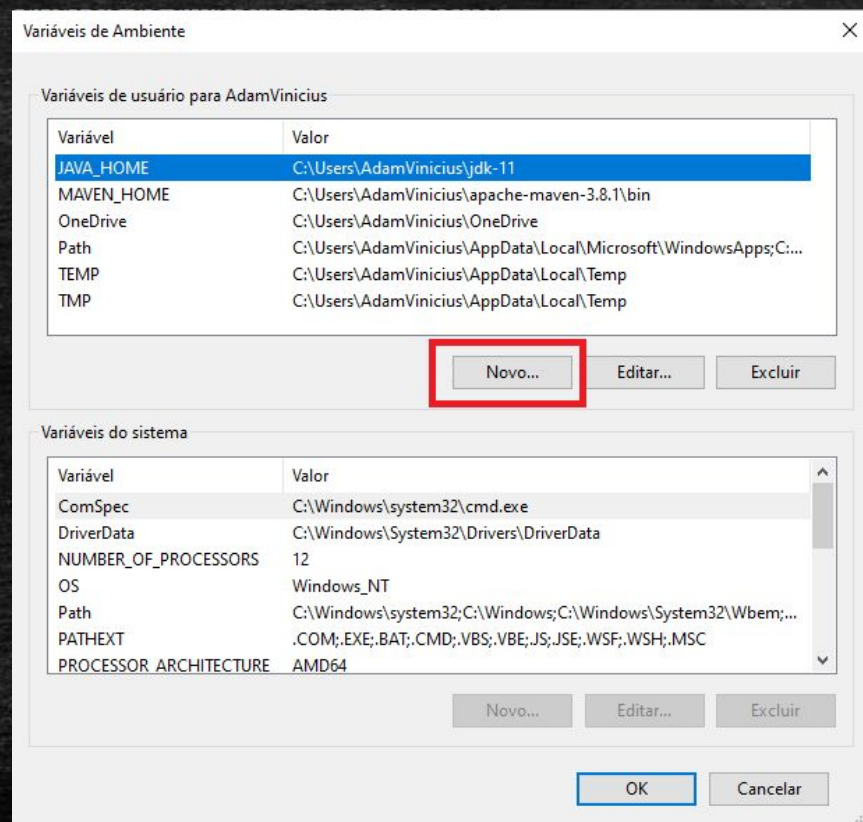 Variáveis de Ambiente
Variáveis de usuário para AdamVinicius
Variável Valor
JAVA_HOME C:\Users\AdamVinicius\jdk-11
MAVEN_HOME C:\Users\AdamVinicius\apache-maven-3.8.1\bin
OneDrive C:\Users\AdamVinicius\OneDrive
Path C:\Users\AdamVinicius\AppData\Local\Microsoft\WindowsApps;C:...
TEMP C:\Users\AdamVinicius\AppData\Local\Temp
TMP C:\Users\AdamVinicius\AppData\Local\Temp
Novo... Editar... Excluir
Variáveis do sistema
Variável Valor
ComSpec C:\Windows\system32\cmd.exe
DriverData C:\Windows\System32\Drivers\DriverData
NUMBER_OF_PROCESSORS 12
OS Windows_NT
Path C:\Windows\system32;C:\Windows;C:\Windows\System32\Wbem;...
PATHEXT .COM;.EXE;.BAT;.CMD;.VBS;.VBE;.JS;.JSE;.WSF;.WSH;.MSC
PROCESSOR_ARCHITECTURE AMD64
Novo... Editar... Excluir
OK Cancelar